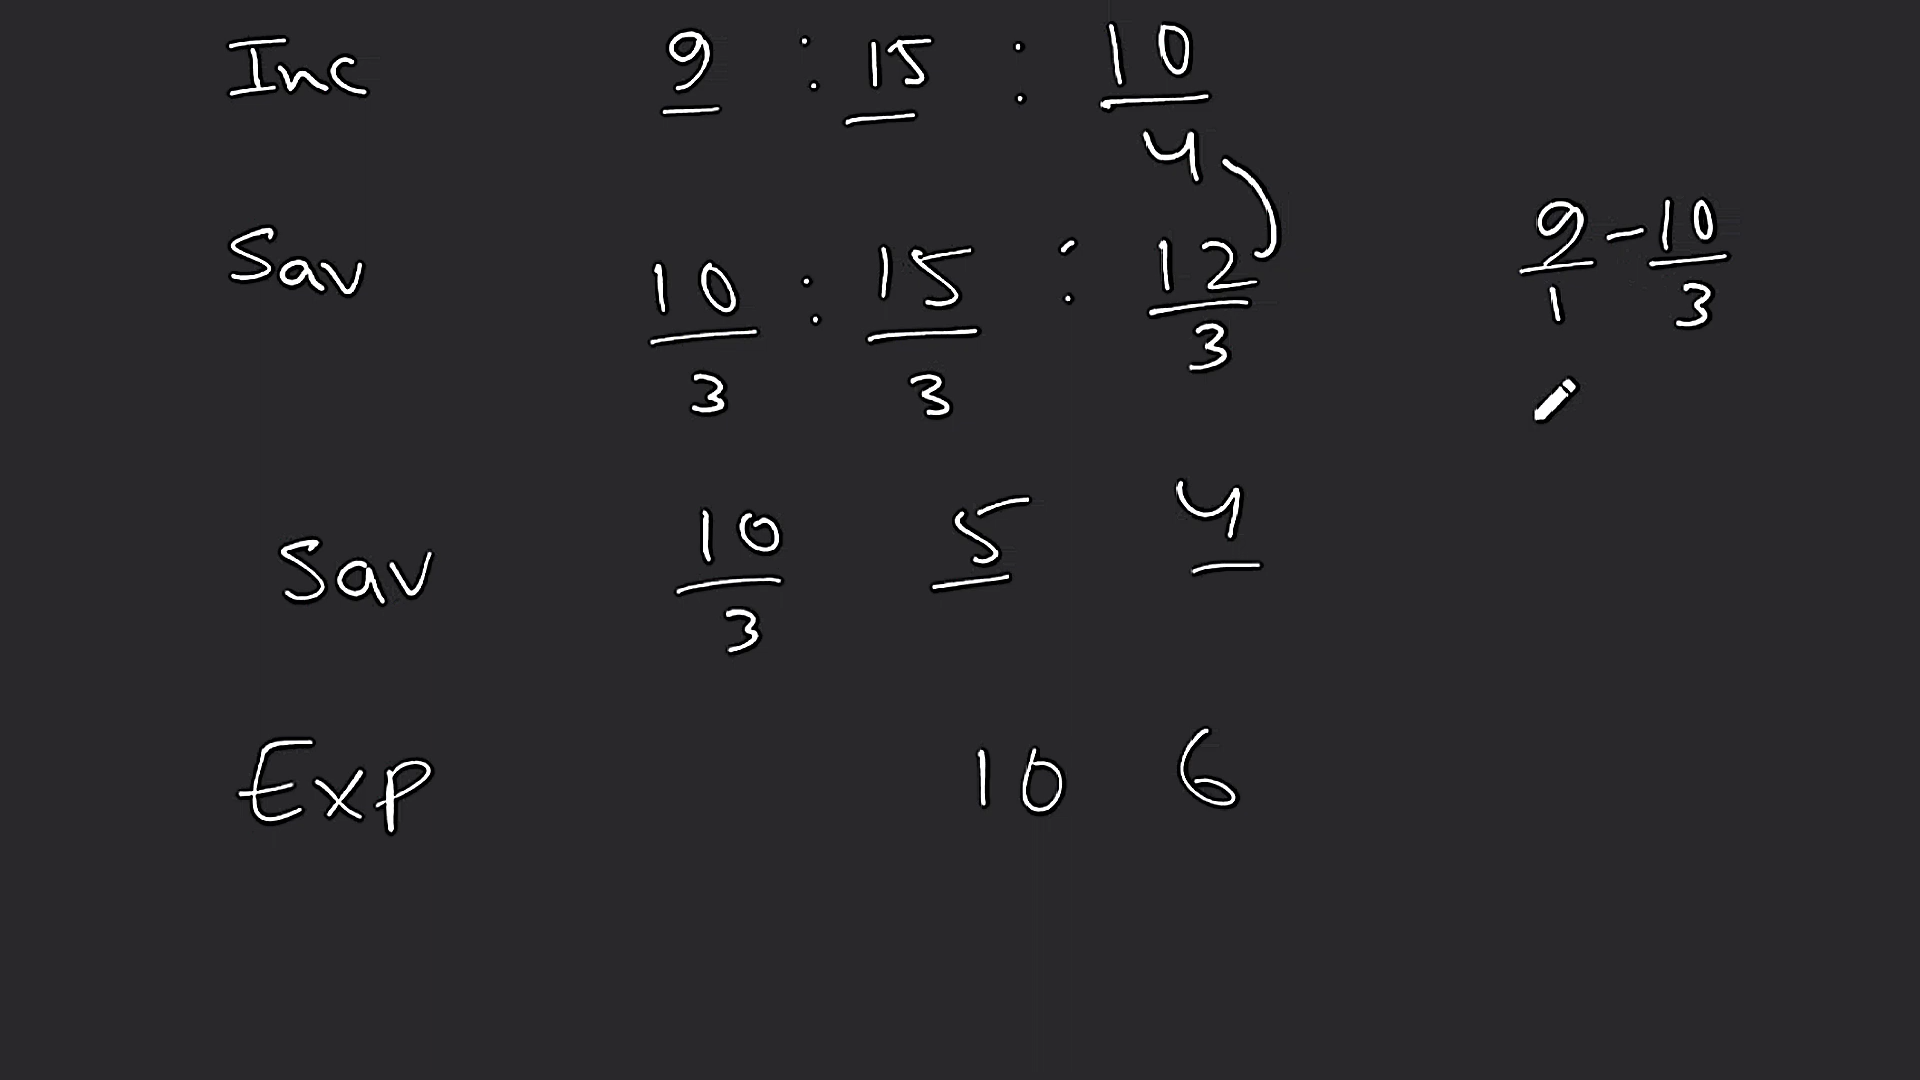 Inc 9 : 15 : 10
4
Sav 10 : 15 : 12
3 3 3
9 - 10
1 3
Sav 10 5 4
3
Exp 10 6